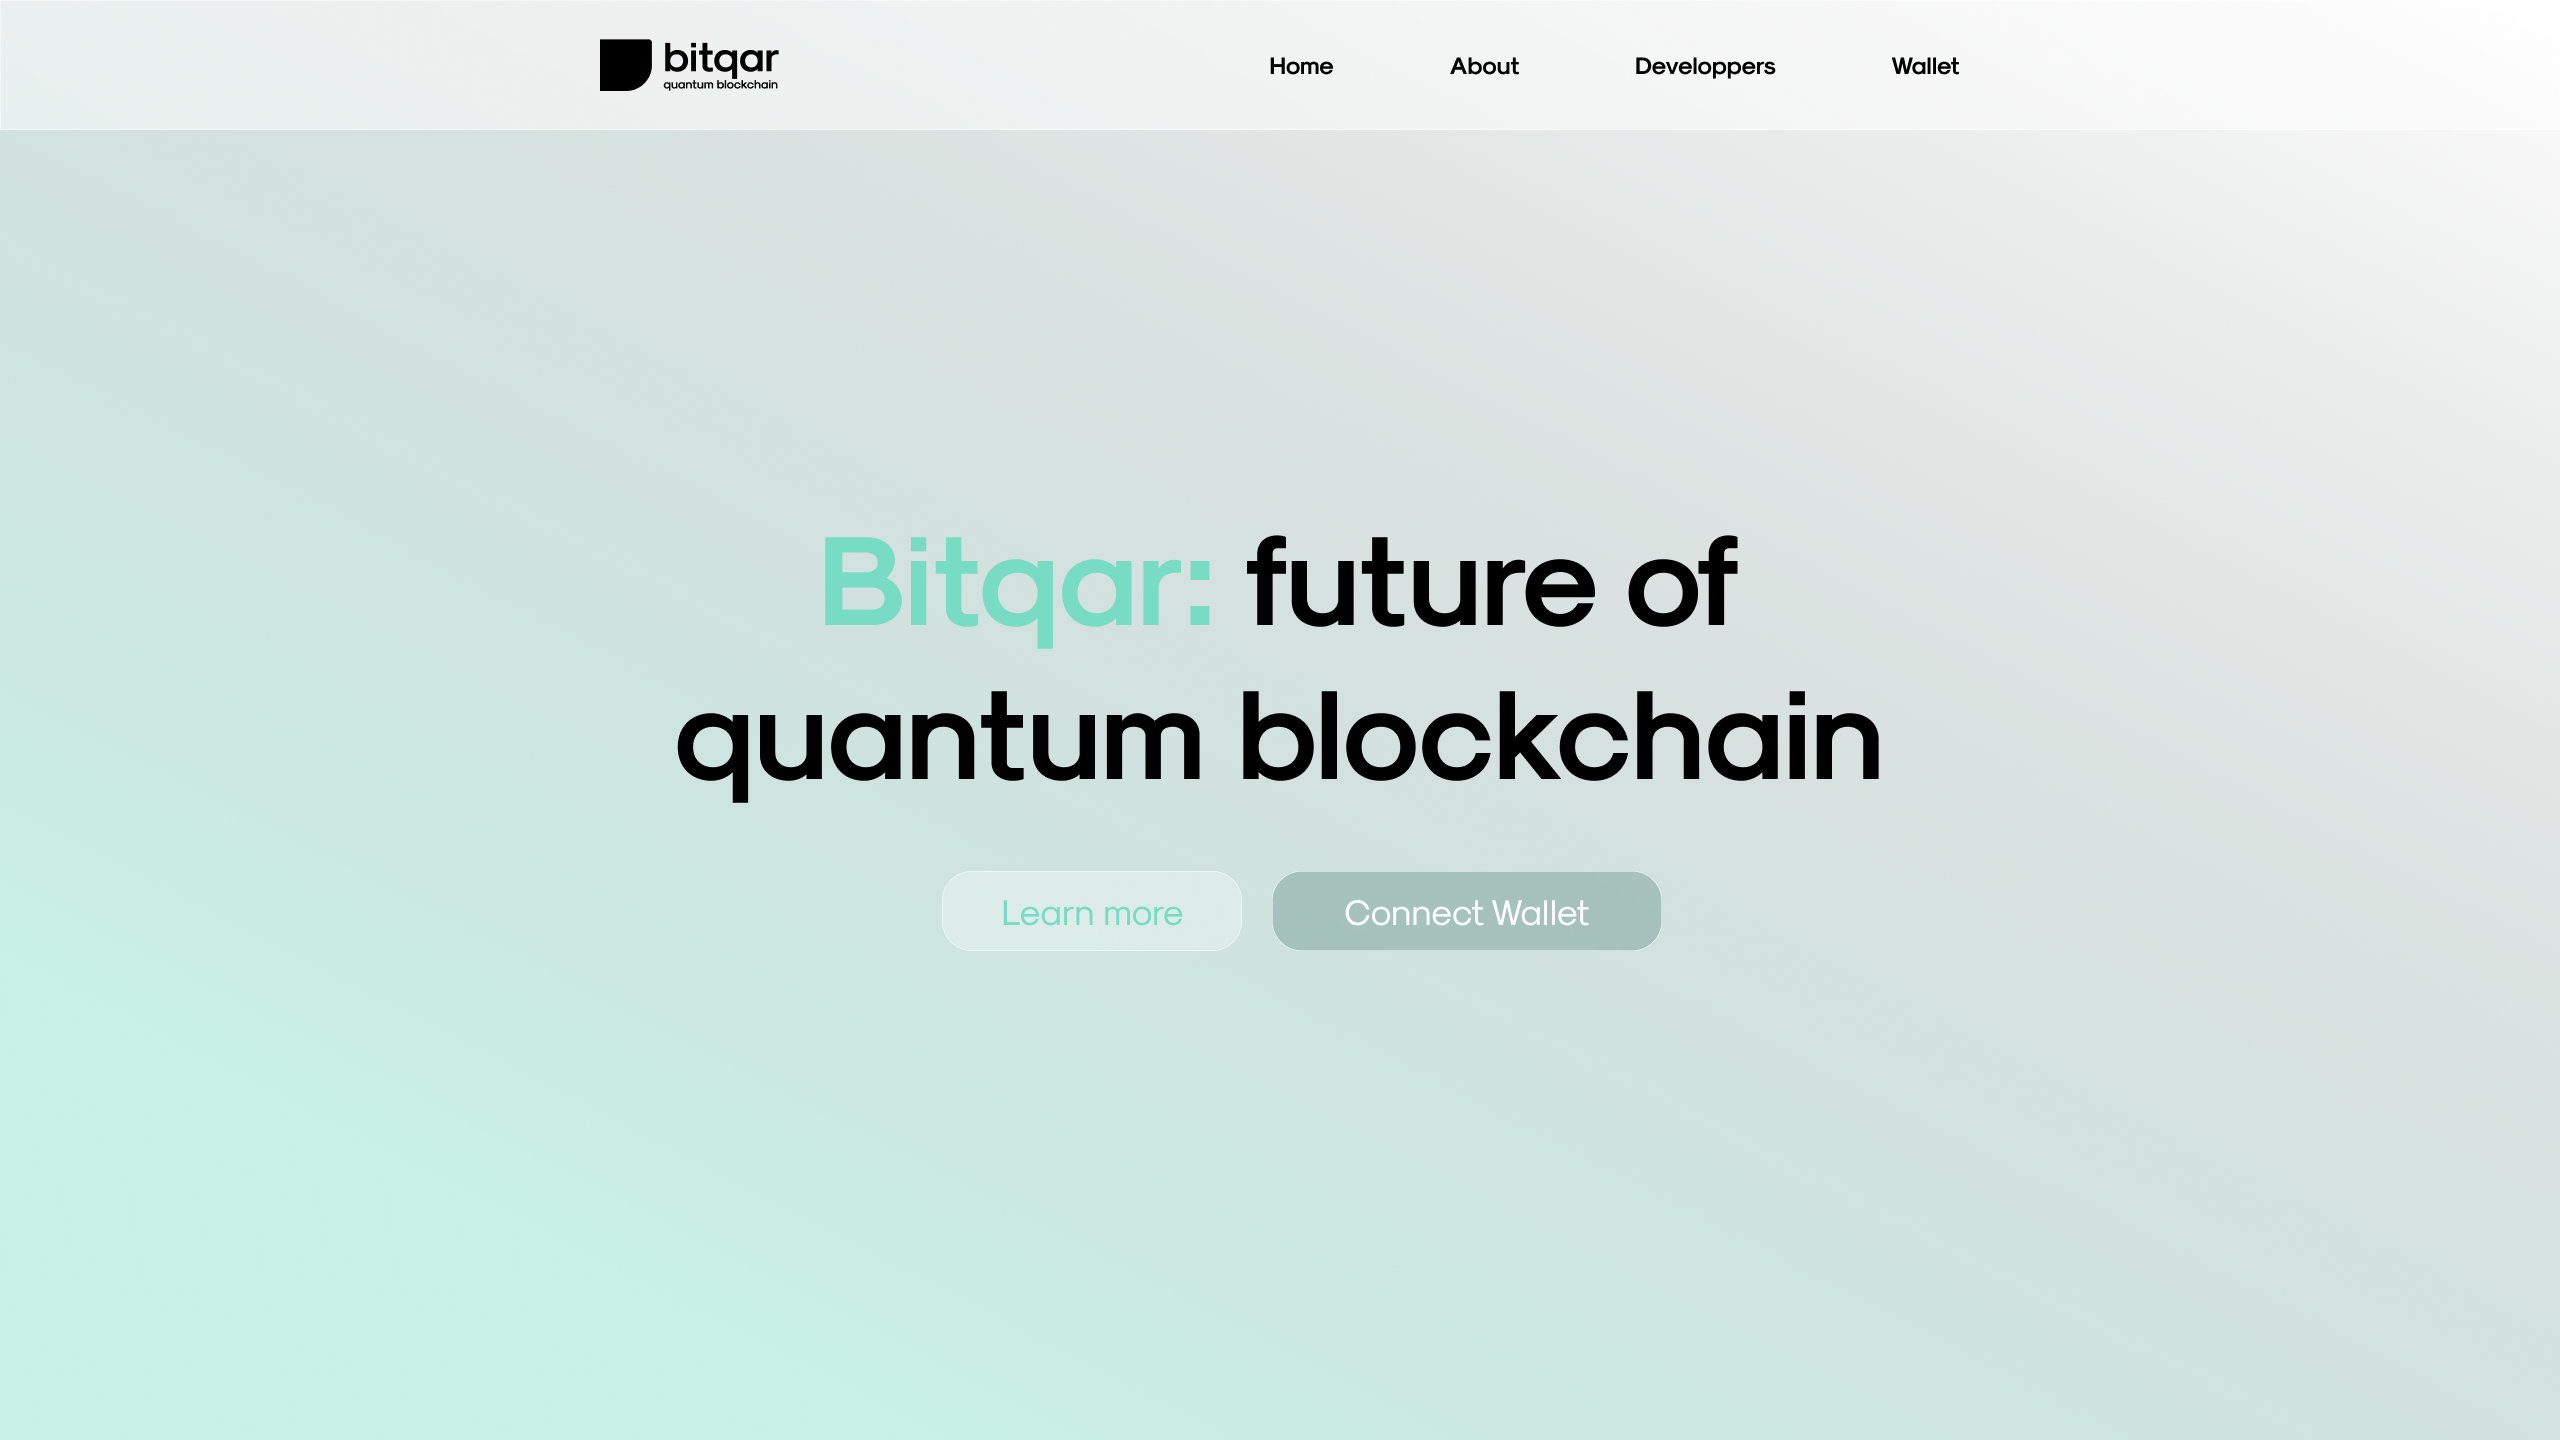 bitqar
quantum blockchain
Home
About
Developpers
Wallet
Bitqar: future of
quantum blockchain
Learn more
Connect Wallet